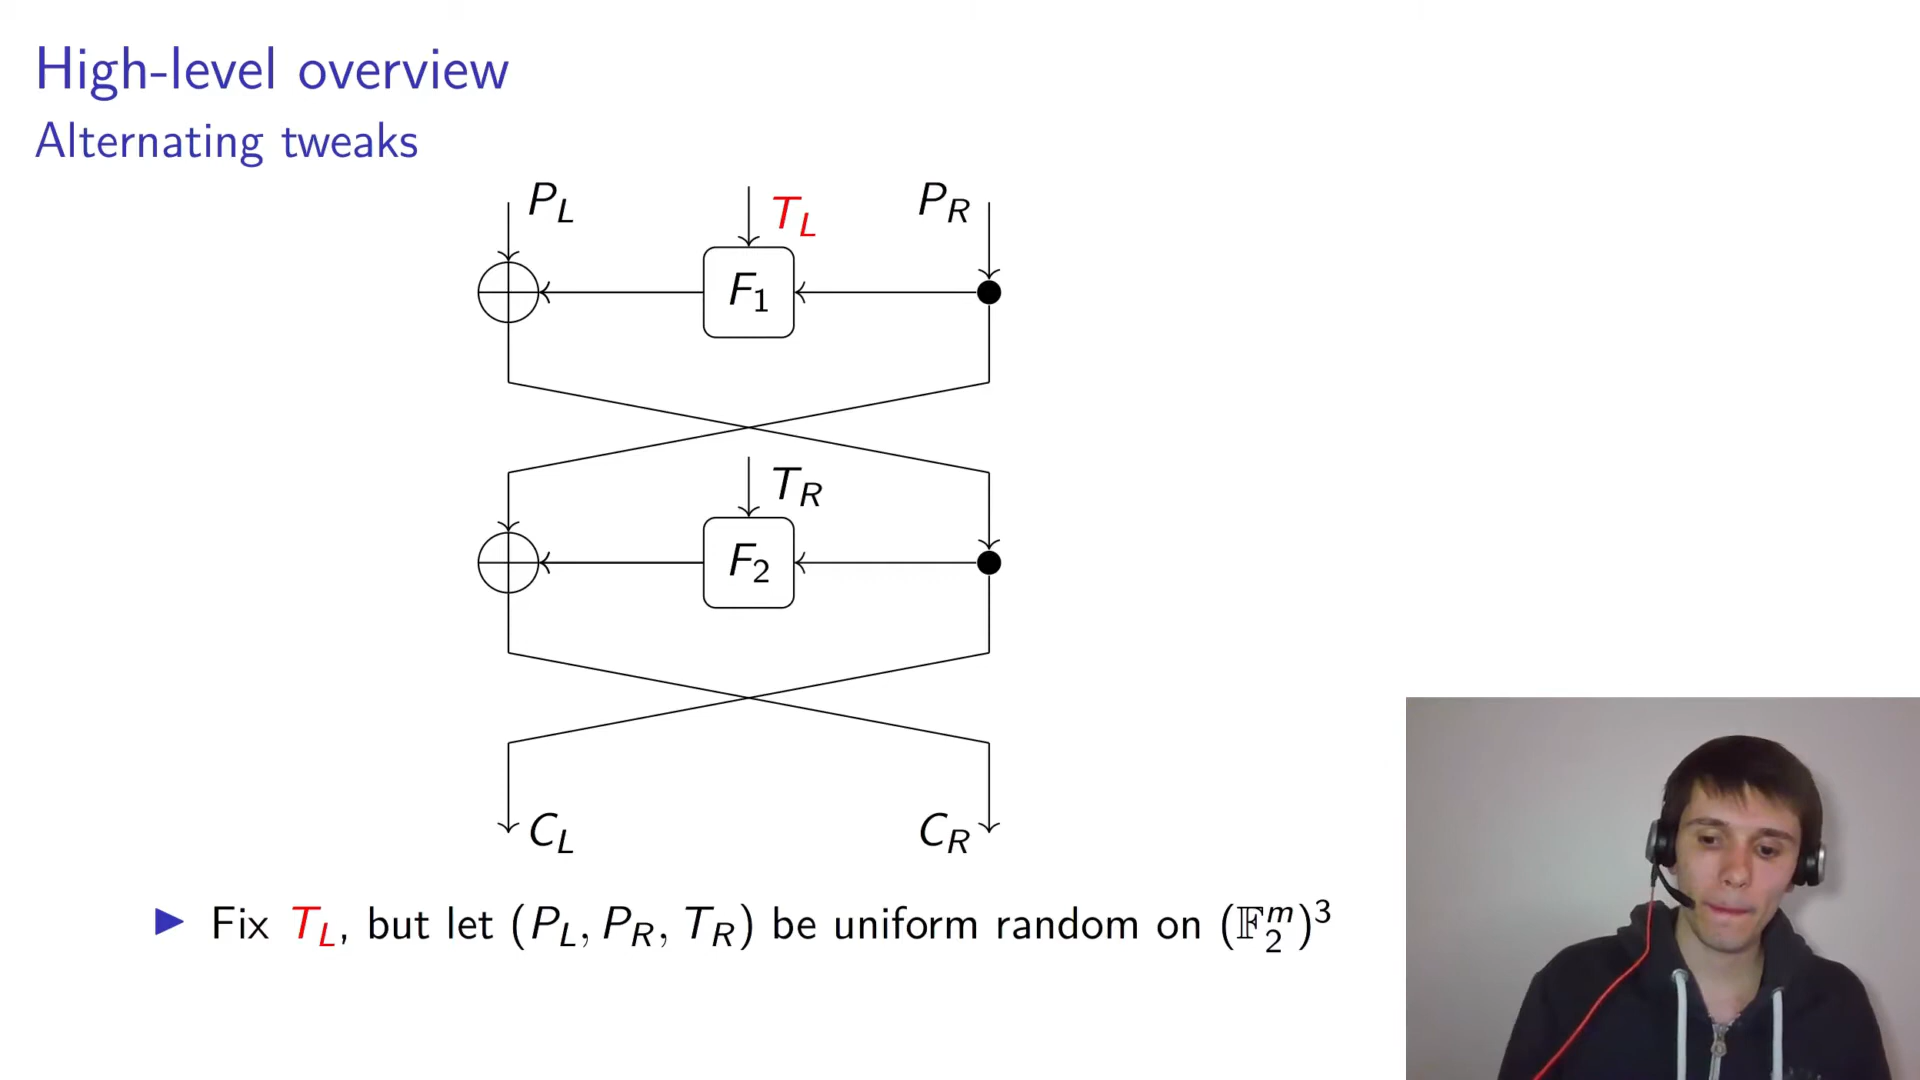 High-level overview
Alternating tweaks
P_L
T_L
P_R
F_1
T_R
F_2
C_L
C_R
▶ Fix T_L, but let (P_L, P_R, T_R) be uniform random on (𝔽_2^m)^3